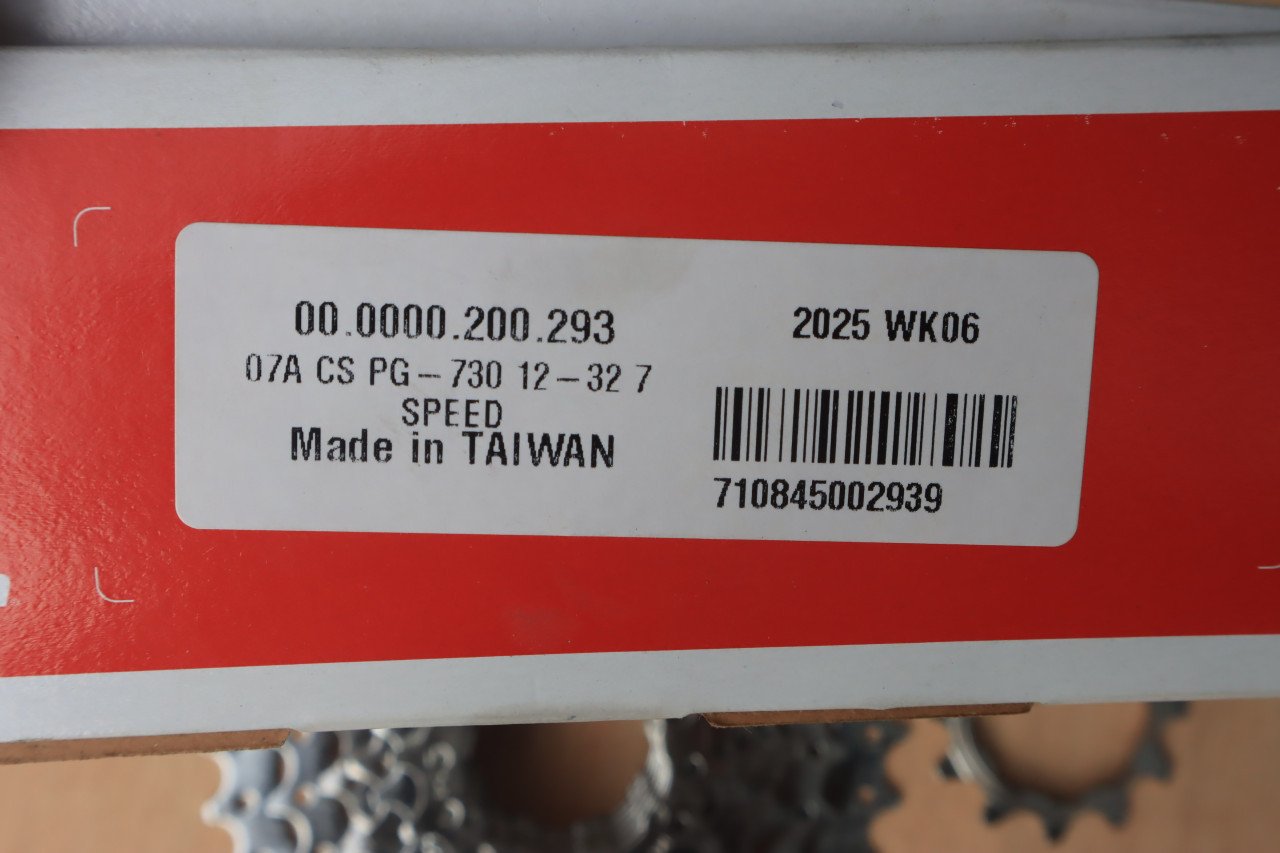 00.0000.200.293
07A CS PG-730 12-32 7
SPEED
Made in TAIWAN
2025 WK06
710845002939